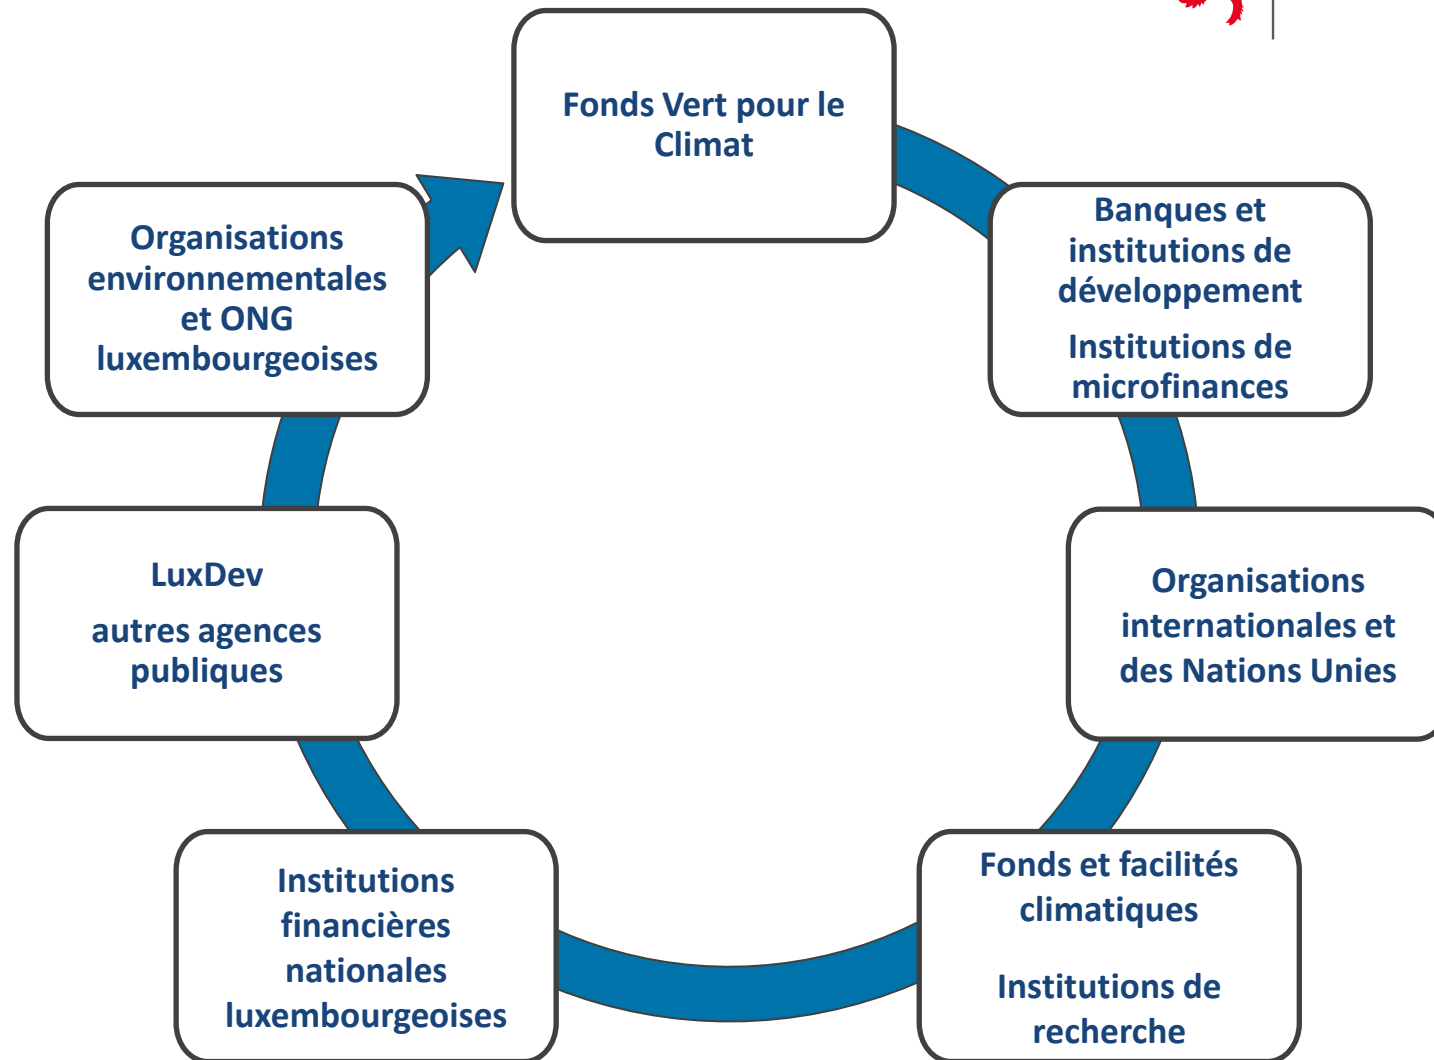 Fonds Vert pour le
Climat
Banques et
institutions de
développement
Institutions de
microfinances
Organisations
internationales et
des Nations Unies
Fonds et facilités
climatiques
Institutions de
recherche
Institutions
financières
nationales
luxembourgeoises
LuxDev
autres agences
publiques
Organisations
environnementales
et ONG
luxembourgeoises